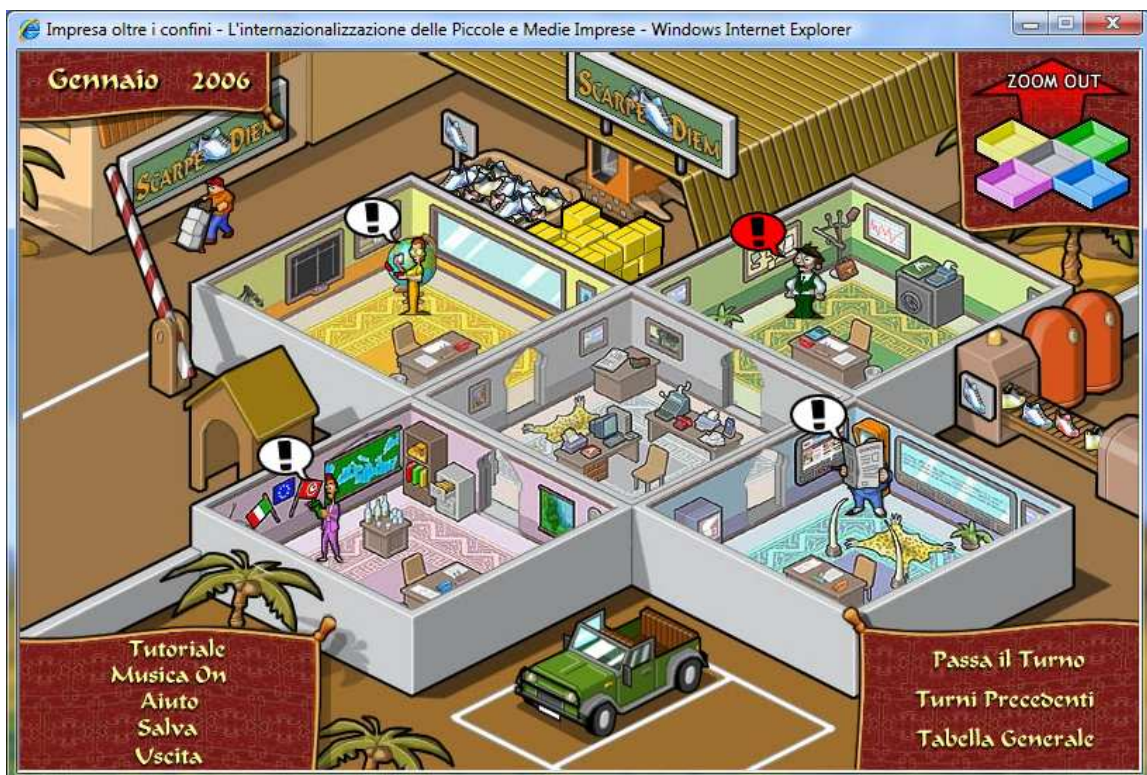 Impresa oltre i confini - L'internazionalizzazione delle Piccole e Medie Imprese - Windows Internet Explorer
Gennaio 2006
ZOOM OUT
SCARPE DIEM
SCARPE DIEM
!
!
!
!
Tutoriale
Musica On
Aiuto
Salva
Uscita
Passa il Turno
Turni Precedenti
Tabella Generale